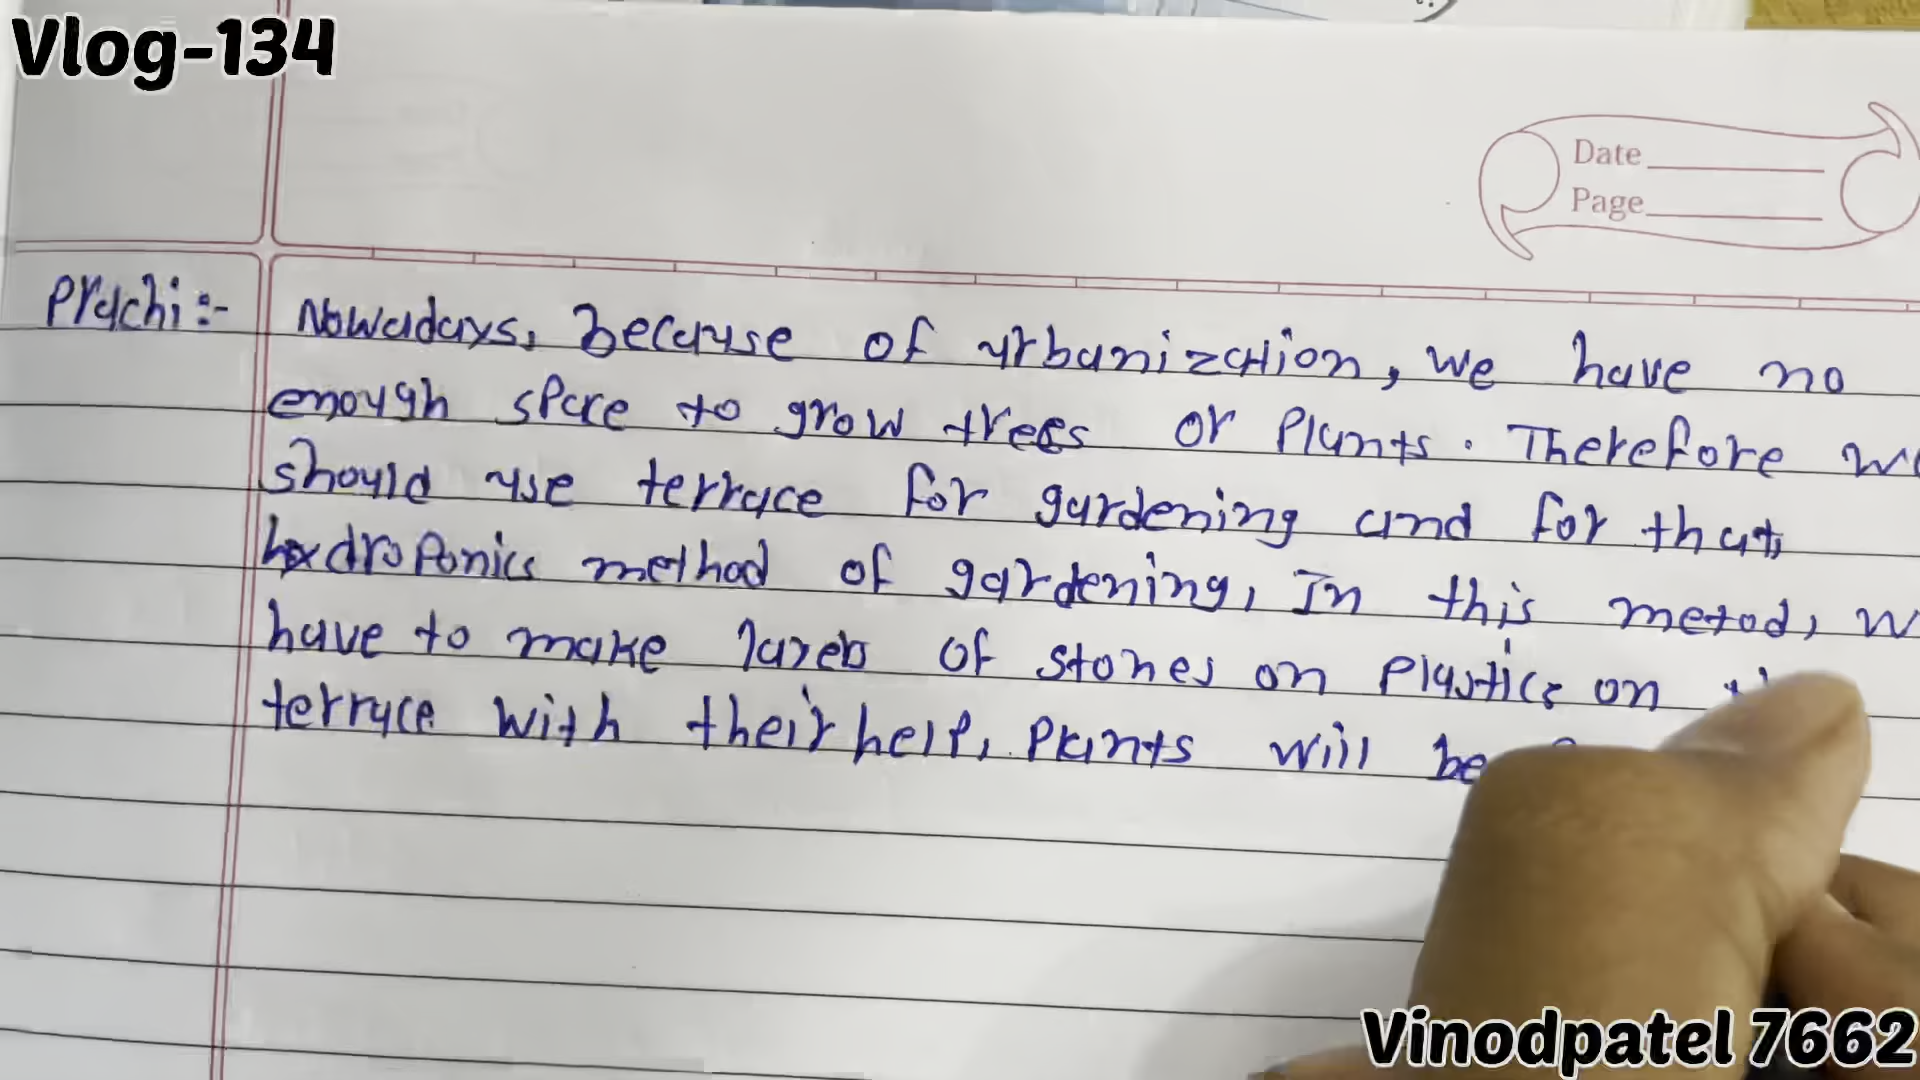 Vlog-134
Date
Page
Prachi :- Nowadays, Because of urbanization, we have no
enough space to grow trees or Plants. Therefore we
should use terrace for gardening and for that,
hydroponics method of gardening, In this metod, w
have to make layeb of stones on Plastics on
terrace with their help, Plants will be
Vinodpatel 7662